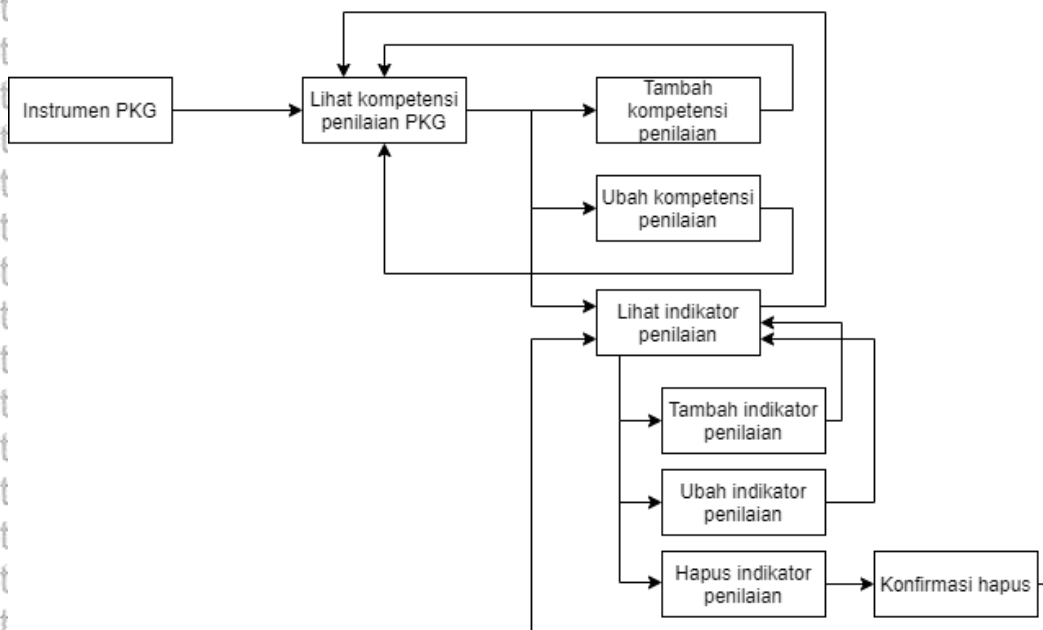 Instrumen PKG
Lihat kompetensi
penilaian PKG
Tambah
kompetensi
penilaian
Ubah kompetensi
penilaian
Lihat indikator
penilaian
Tambah indikator
penilaian
Ubah indikator
penilaian
Hapus indikator
penilaian
Konfirmasi hapus